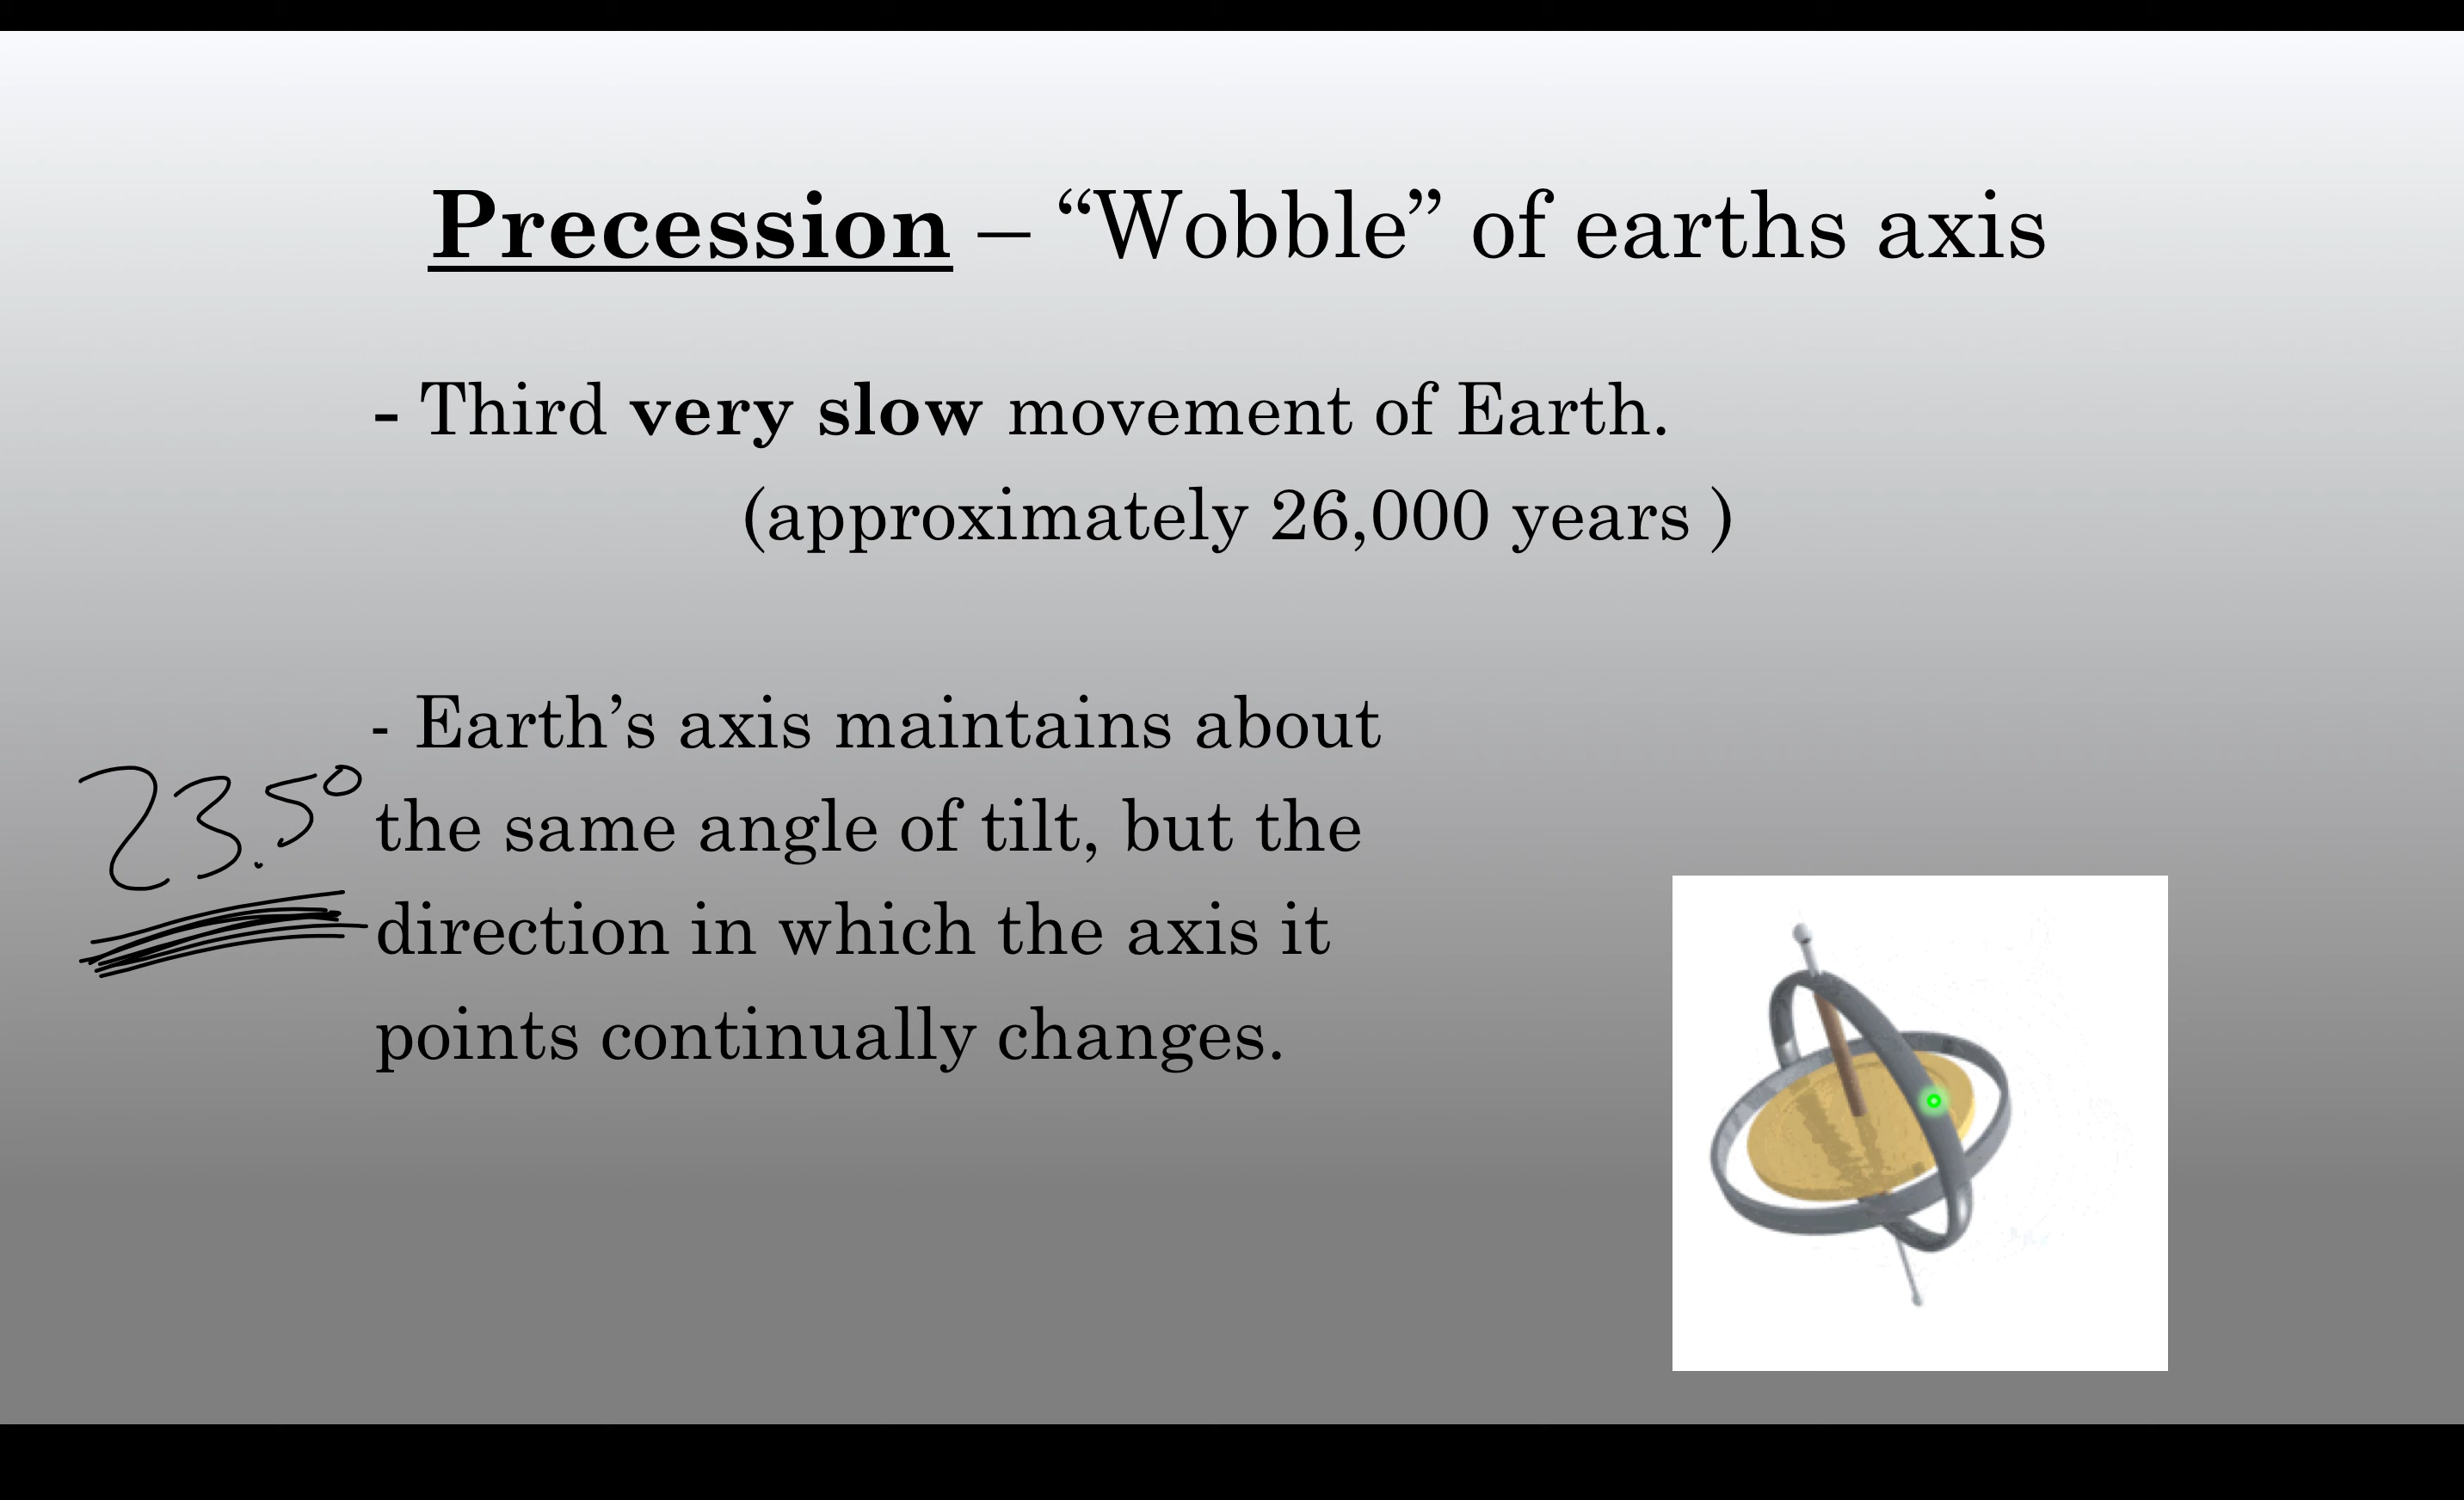 Precession – “Wobble” of earths axis
- Third very slow movement of Earth.
(approximately 26,000 years )
- Earth’s axis maintains about
23.5°
the same angle of tilt, but the
direction in which the axis it
points continually changes.